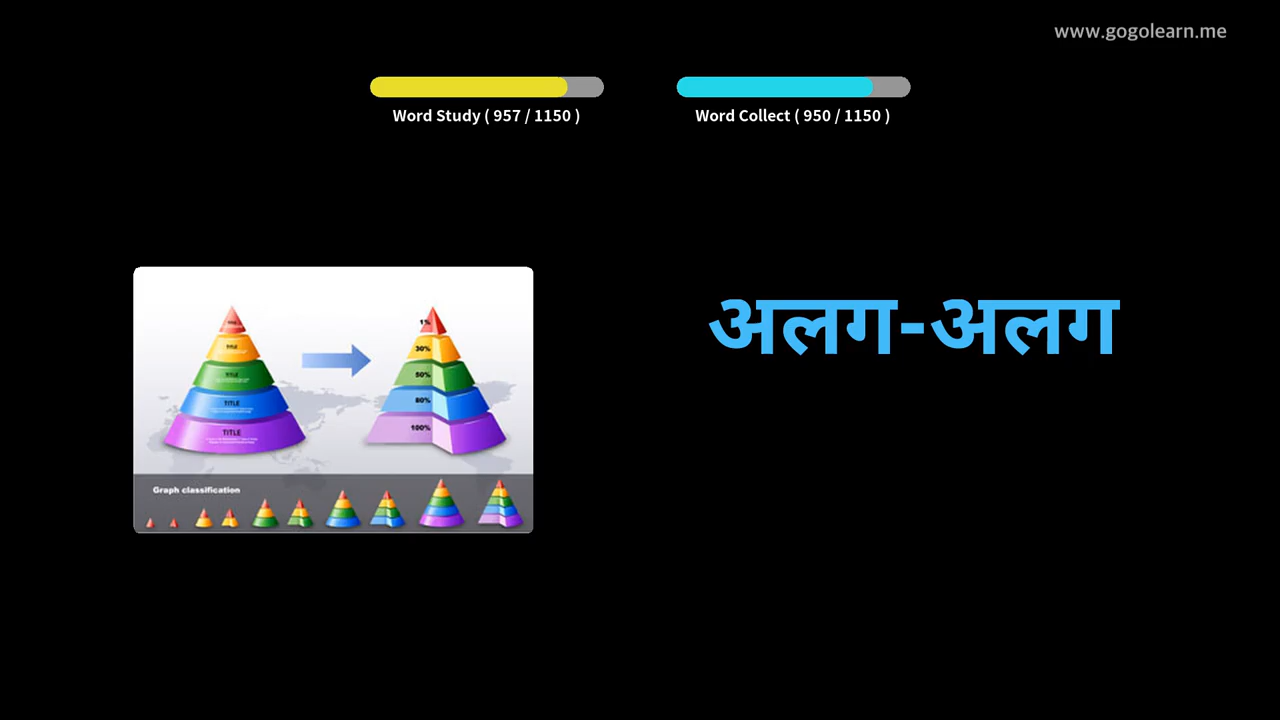 www.gogolearn.me
Word Study ( 957 / 1150 )
Word Collect ( 950 / 1150 )
अलग-अलग
TITLE
TITLE
TITLE
TITLE
1%
30%
50%
80%
100%
Graph classification